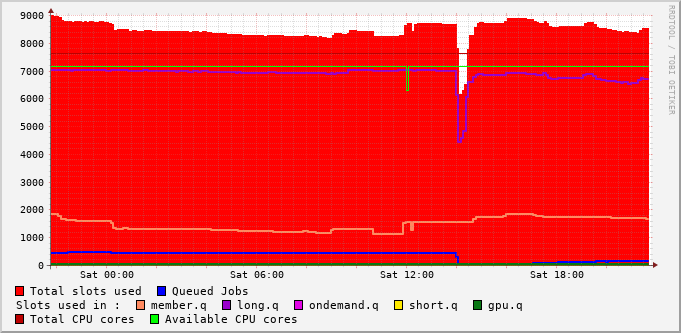 9000
8000
7000
6000
5000
4000
3000
2000
1000
0
Sat 00:00 Sat 06:00 Sat 12:00 Sat 18:00
RRDTOOL / TOBI OETIKER
Total slots used Queued Jobs
Slots used in : member.q long.q ondemand.q short.q gpu.q
Total CPU cores Available CPU cores